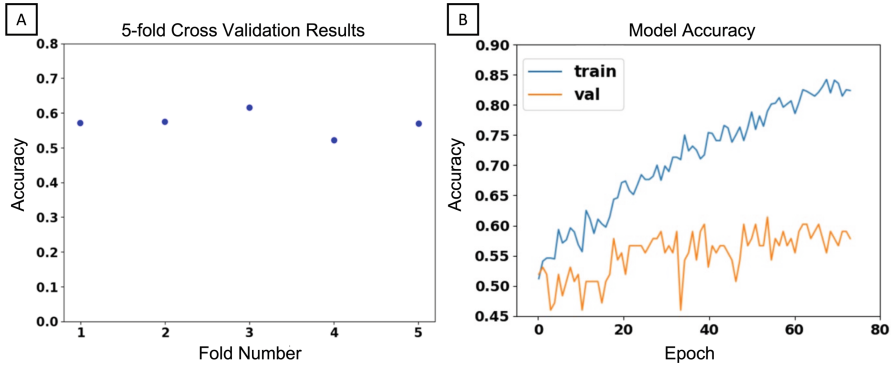 A
5-fold Cross Validation Results
Accuracy
0.8
0.7
0.6
0.5
0.4
0.3
0.2
0.1
0.0
1 2 3 4 5
Fold Number
B
Model Accuracy
Accuracy
0.90
0.85
0.80
0.75
0.70
0.65
0.60
0.55
0.50
0.45
train
val
0 20 40 60 80
Epoch